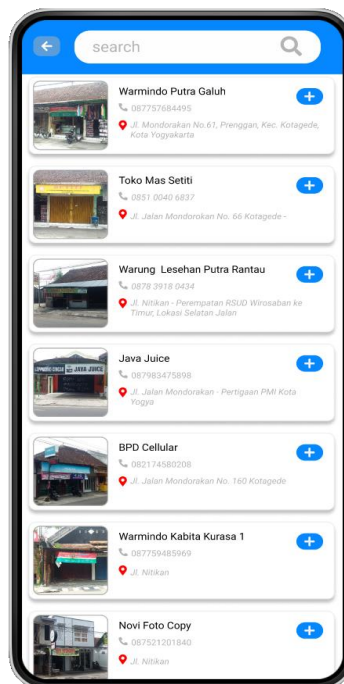 search
Warmindo Putra Galuh
087757684495
Jl. Mondorakan No.61, Prenggan, Kec. Kotagede,
Kota Yogyakarta
Toko Mas Setiti
0851 0040 6837
Jl. Jalan Mondorakan No. 66 Kotagede -
Warung Lesehan Putra Rantau
0878 3918 0434
Jl. Nitikan - Perempatan RSUD Wirosaban ke
Timur, Lokasi Selatan Jalan
JAVA JUICE
Java Juice
087983475898
Jl. Jalan Mondorakan - Pertigaan PMI Kota
Yogya
BPD Cellular
082174580208
Jl. Jalan Mondorakan No. 160 Kotagede
Warmindo Kabita Kurasa 1
087759485969
Jl. Nitikan
Novi Foto Copy
087521201840
Jl. Nitikan